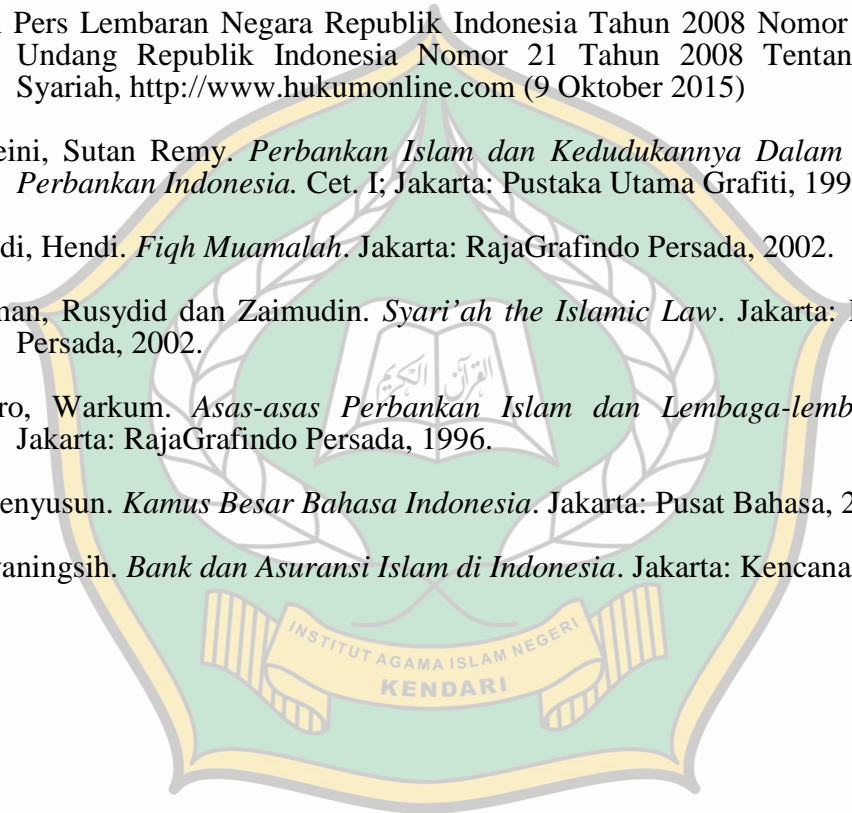 Pers Lembaran Negara Republik Indonesia Tahun 2008 Nomor
Undang Republik Indonesia Nomor 21 Tahun 2008 Tentan
Syariah, http://www.hukumonline.com (9 Oktober 2015)
eini, Sutan Remy. Perbankan Islam dan Kedudukannya Dalam
Perbankan Indonesia. Cet. I; Jakarta: Pustaka Utama Grafiti, 199
di, Hendi. Fiqh Muamalah. Jakarta: RajaGrafindo Persada, 2002.
man, Rusydid dan Zaimudin. Syari’ah the Islamic Law. Jakarta:
Persada, 2002.
القرآن الكريم
ro, Warkum. Asas-asas Perbankan Islam dan Lembaga-lemb
Jakarta: RajaGrafindo Persada, 1996.
enyusun. Kamus Besar Bahasa Indonesia. Jakarta: Pusat Bahasa, 2
aningsih. Bank dan Asuransi Islam di Indonesia. Jakarta: Kencana
INSTITUT AGAMA ISLAM NEGERI
KENDARI